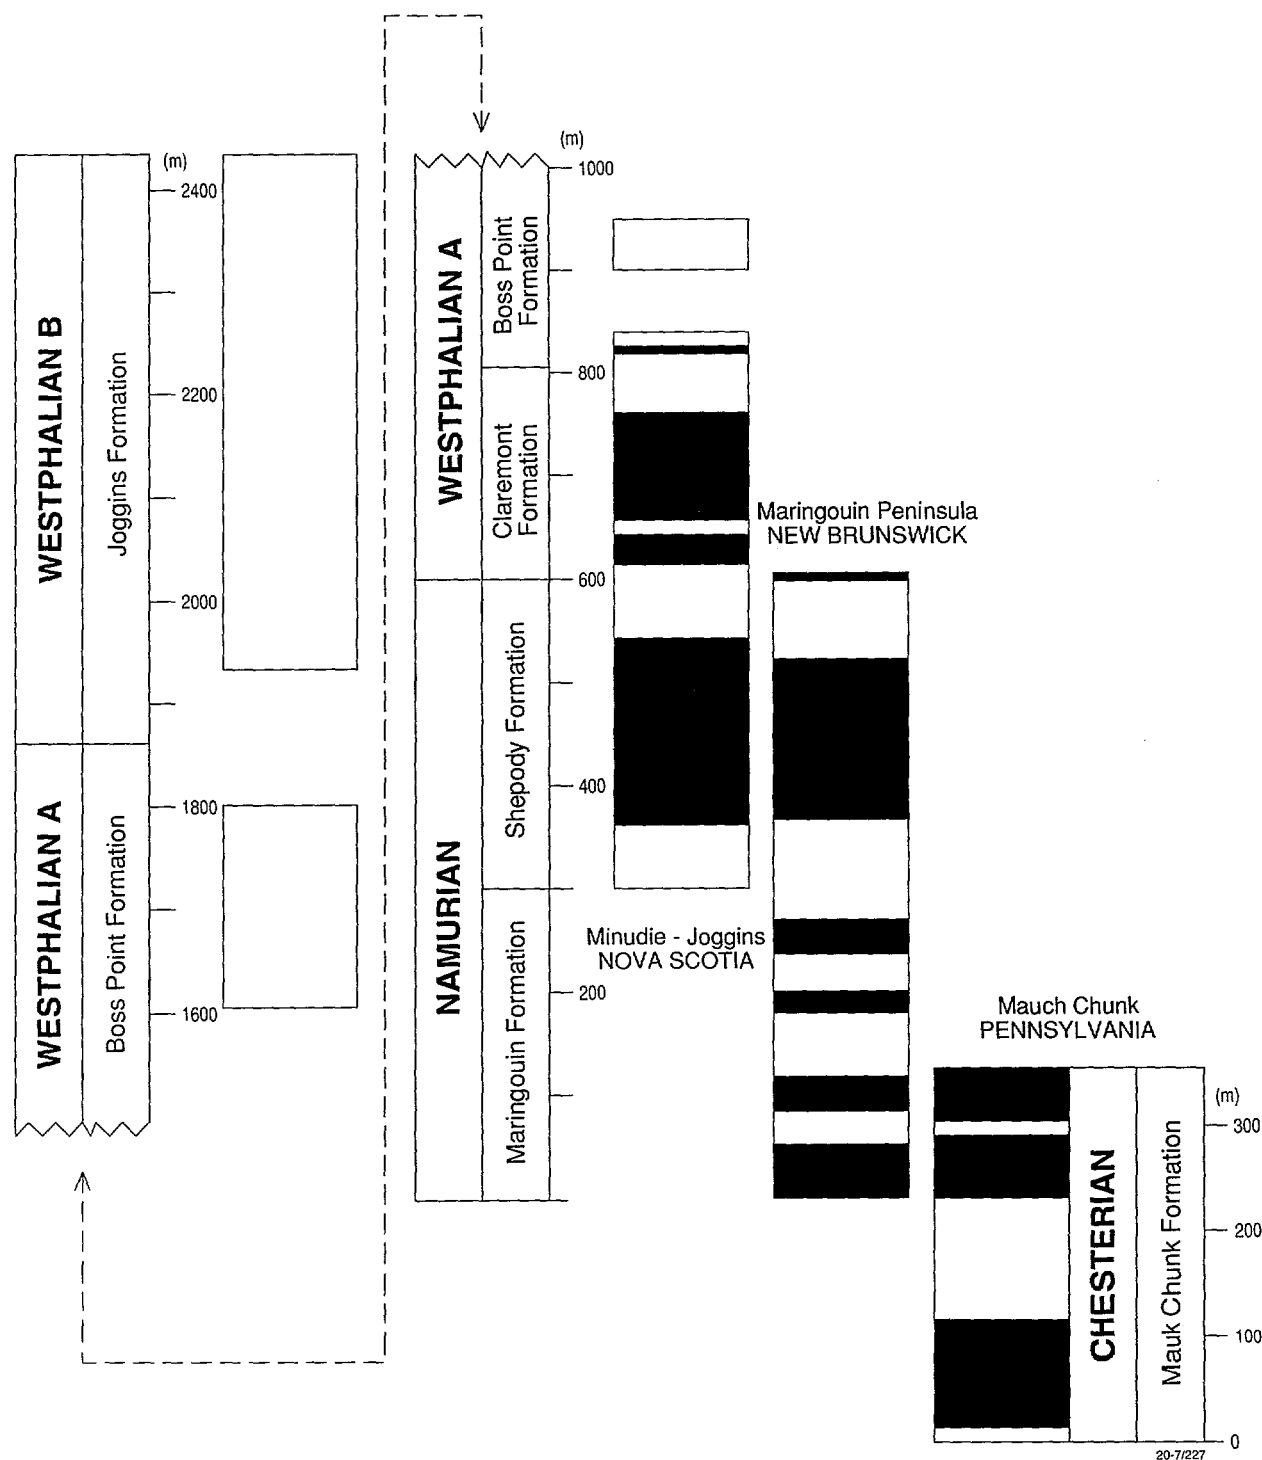 (m)
2400
2200
2000
1800
1600
WESTPHALIAN B
Joggins Formation
WESTPHALIAN A
Boss Point Formation
(m)
1000
800
600
400
200
WESTPHALIAN A
Boss Point
Formation
Claremont
Formation
NAMURIAN
Shepody Formation
Maringouin Formation
Minudie - Joggins
NOVA SCOTIA
Maringouin Peninsula
NEW BRUNSWICK
Mauch Chunk
PENNSYLVANIA
CHESTERIAN
Mauk Chunk Formation
(m)
300
200
100
0
20-7/227